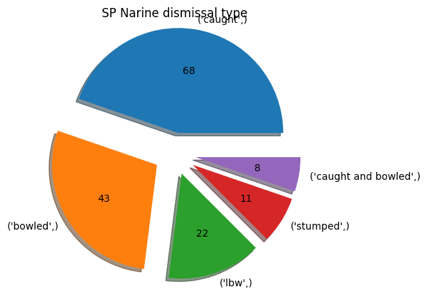 SP Narine dismissal type
('caught',)
68
8
('caught and bowled',)
43
11
('bowled',)
22
('stumped',)
('lbw',)